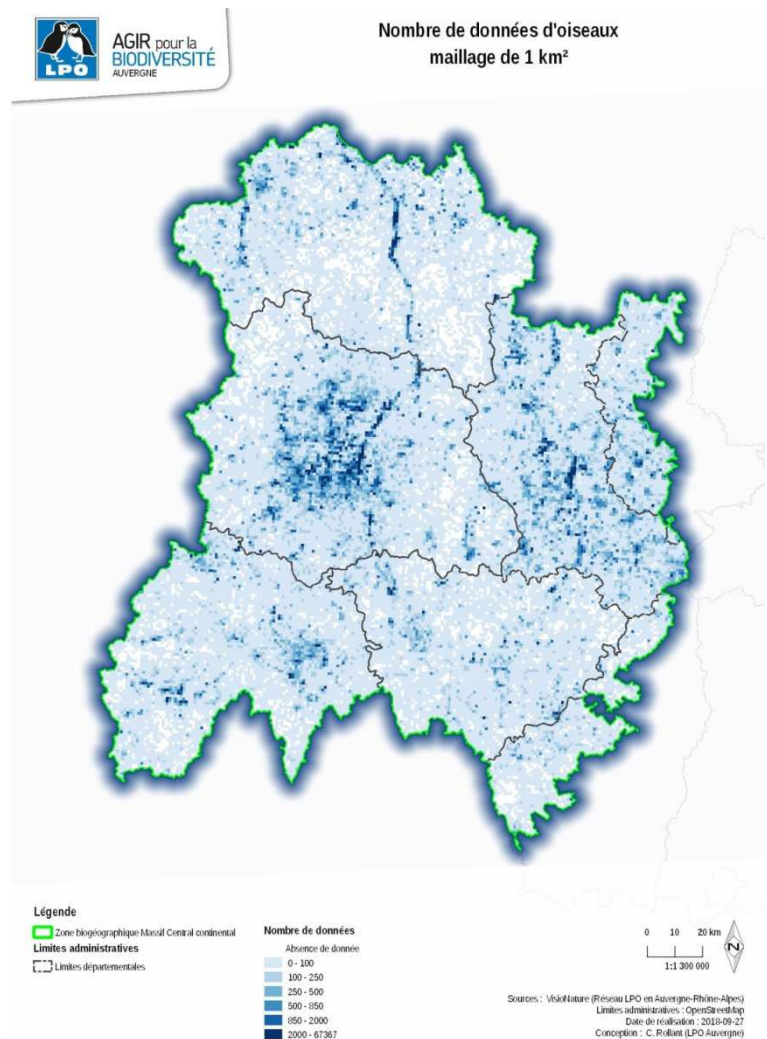 LPO
AGIR pour la
BIODIVERSITÉ
AUVERGNE
Nombre de données d'oiseaux
maillage de 1 km²
Légende
Zone biogéographique Massif Central continental
Limites administratives
Limites départementales
Nombre de données
Absence de donnée
0 - 100
100 - 250
250 - 500
500 - 850
850 - 2000
2000 - 67367
0 10 20 km
1:1 300 000
N
Sources : VisioNature (Réseau LPO en Auvergne-Rhône-Alpes)
Limites administratives : OpenStreetMap
Date de réalisation : 2018-09-27
Conception : C. Rollant (LPO Auvergne)